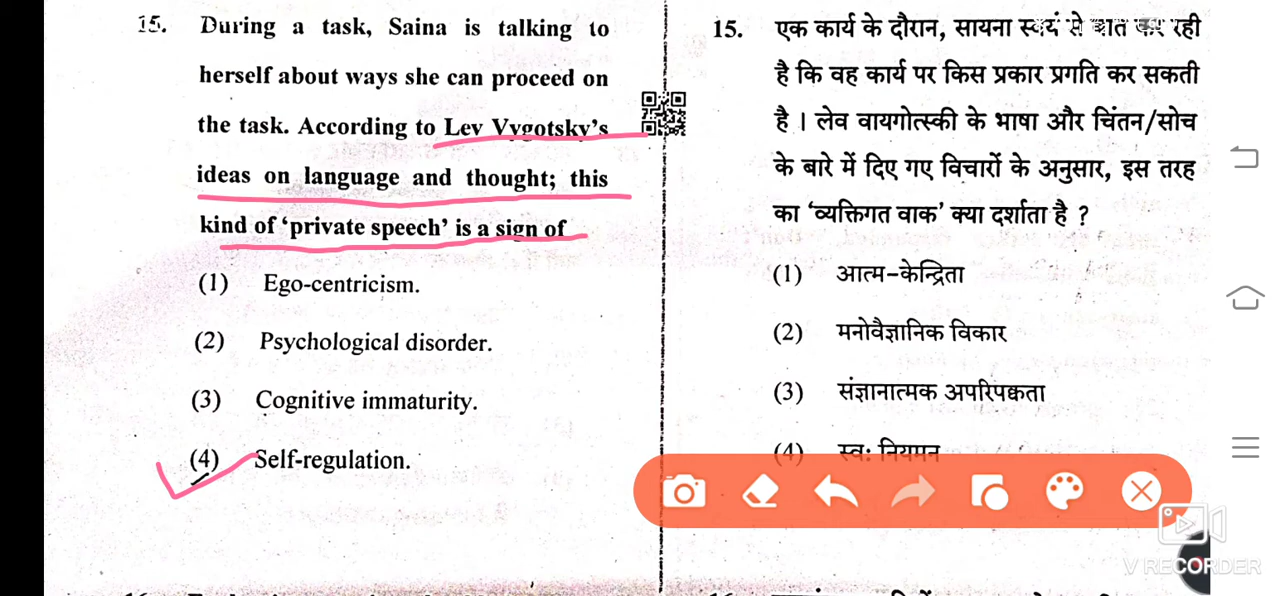 15. During a task, Saina is talking to
herself about ways she can proceed on
the task. According to Lev Vygotsky's
ideas on language and thought; this
kind of 'private speech' is a sign of
(1) Ego-centricism.
(2) Psychological disorder.
(3) Cognitive immaturity.
(4) Self-regulation.
15. एक कार्य के दौरान, सायना स्वयं से बात कर रही
है कि वह कार्य पर किस प्रकार प्रगति कर सकती
है । लेव वायगोत्स्की के भाषा और चिंतन/सोच
के बारे में दिए गए विचारों के अनुसार, इस तरह
का 'व्यक्तिगत वाक' क्या दर्शाता है ?
(1) आत्म-केन्द्रिता
(2) मनोवैज्ञानिक विकार
(3) संज्ञानात्मक अपरिपक्वता
(4) स्व: नियमन
V RECORDER